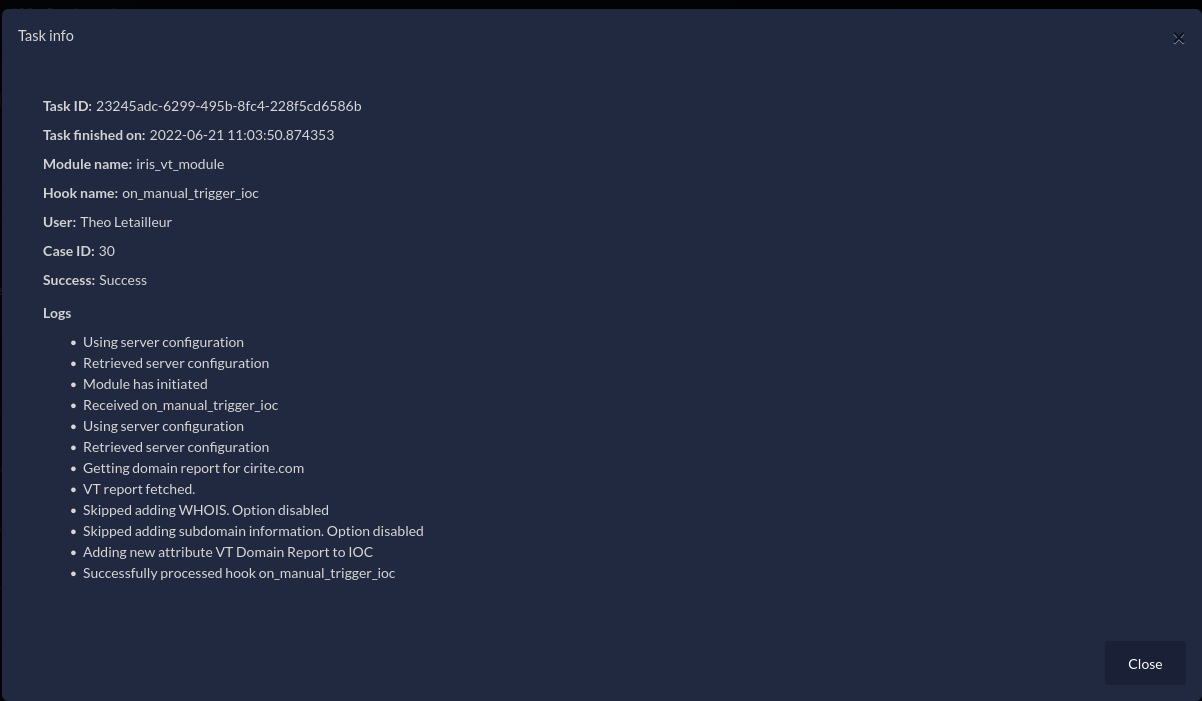 Task info
×
Task ID: 23245adc-6299-495b-8fc4-228f5cd6586b
Task finished on: 2022-06-21 11:03:50.874353
Module name: iris_vt_module
Hook name: on_manual_trigger_ioc
User: Theo Letailleur
Case ID: 30
Success: Success
Logs
• Using server configuration
• Retrieved server configuration
• Module has initiated
• Received on_manual_trigger_ioc
• Using server configuration
• Retrieved server configuration
• Getting domain report for cirite.com
• VT report fetched.
• Skipped adding WHOIS. Option disabled
• Skipped adding subdomain information. Option disabled
• Adding new attribute VT Domain Report to IOC
• Successfully processed hook on_manual_trigger_ioc
Close